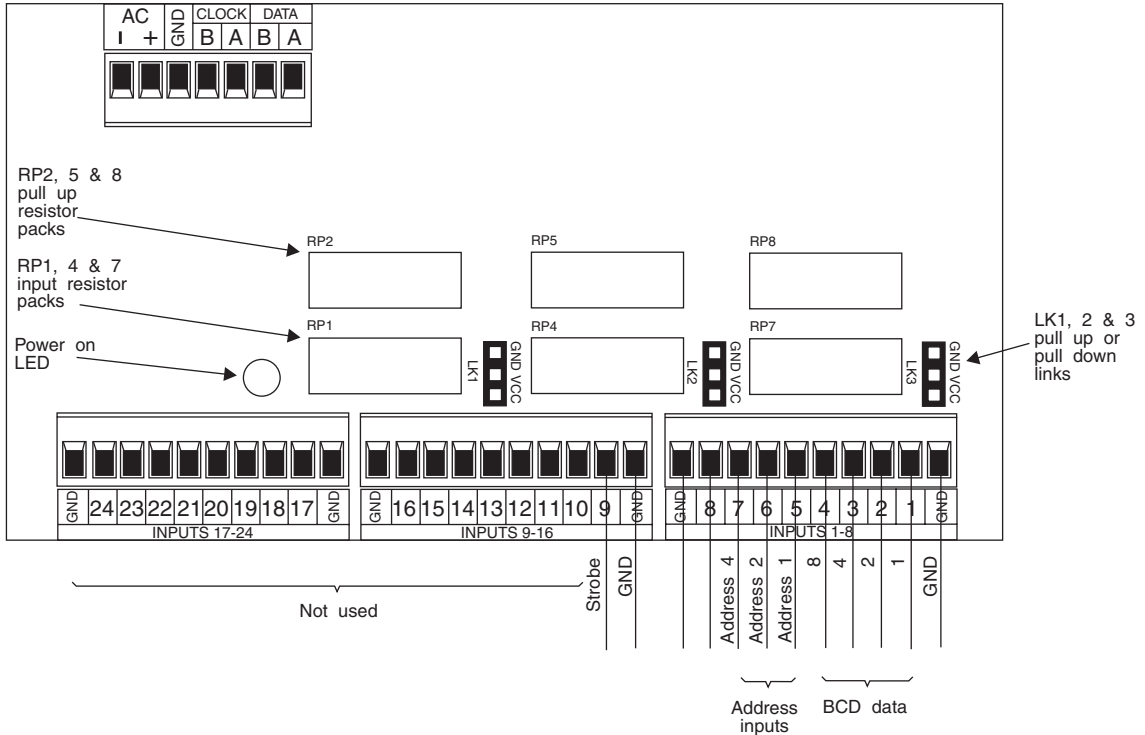 AC
GND
CLOCK
DATA
– +
B A B A
RP2, 5 & 8
pull up
resistor
packs
RP2
RP5
RP8
RP1, 4 & 7
input resistor
packs
RP1
RP4
RP7
Power on
LED
LK1
GND VCC
LK2
GND VCC
LK3
GND VCC
LK1, 2 & 3
pull up or
pull down
links
GND 24 23 22 21 20 19 18 17 GND
INPUTS 17-24
GND 16 15 14 13 12 11 10 9 GND
INPUTS 9-16
GND 8 7 6 5 4 3 2 1 GND
INPUTS 1-8
Not used
Strobe
GND
Address 4
Address 2
Address 1
8
4
2
1
GND
Address
inputs
BCD data